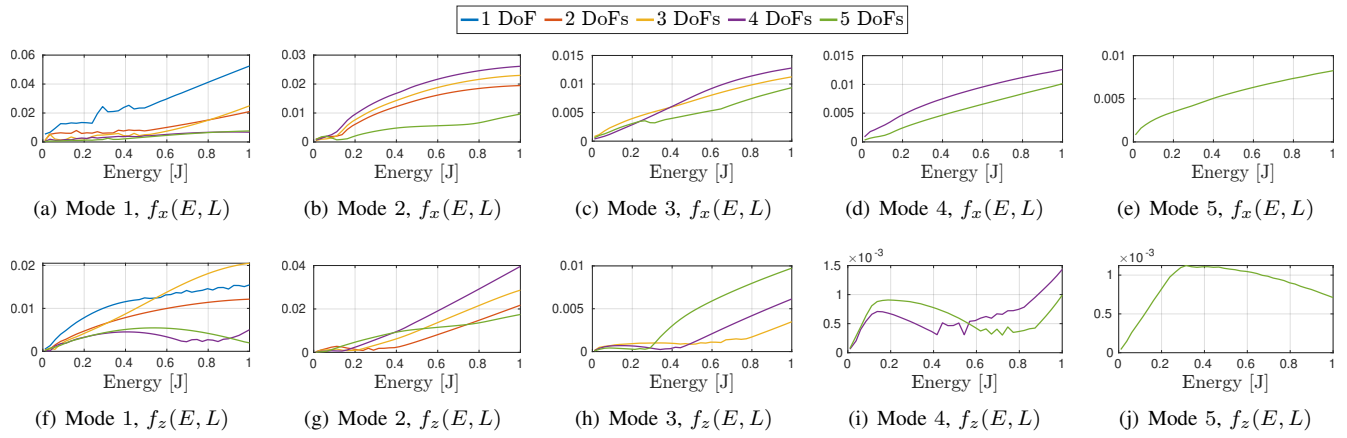 1 DoF 2 DoFs 3 DoFs 4 DoFs 5 DoFs
0.06
0.04
0.02
0
0 0.2 0.4 0.6 0.8 1
Energy [J]
(a) Mode 1, f_x(E, L)
0.03
0.02
0.01
0
0 0.2 0.4 0.6 0.8 1
Energy [J]
(b) Mode 2, f_x(E, L)
0.015
0.01
0.005
0
0 0.2 0.4 0.6 0.8 1
Energy [J]
(c) Mode 3, f_x(E, L)
0.015
0.01
0.005
0
0 0.2 0.4 0.6 0.8 1
Energy [J]
(d) Mode 4, f_x(E, L)
0.01
0.005
0
0 0.2 0.4 0.6 0.8 1
Energy [J]
(e) Mode 5, f_x(E, L)
0.02
0.01
0
0 0.2 0.4 0.6 0.8 1
Energy [J]
(f) Mode 1, f_z(E, L)
0.04
0.02
0
0 0.2 0.4 0.6 0.8 1
Energy [J]
(g) Mode 2, f_z(E, L)
0.01
0.005
0
0 0.2 0.4 0.6 0.8 1
Energy [J]
(h) Mode 3, f_z(E, L)
×10⁻³
1.5
1
0.5
0
0 0.2 0.4 0.6 0.8 1
Energy [J]
(i) Mode 4, f_z(E, L)
×10⁻³
1
0.5
0
0 0.2 0.4 0.6 0.8 1
Energy [J]
(j) Mode 5, f_z(E, L)